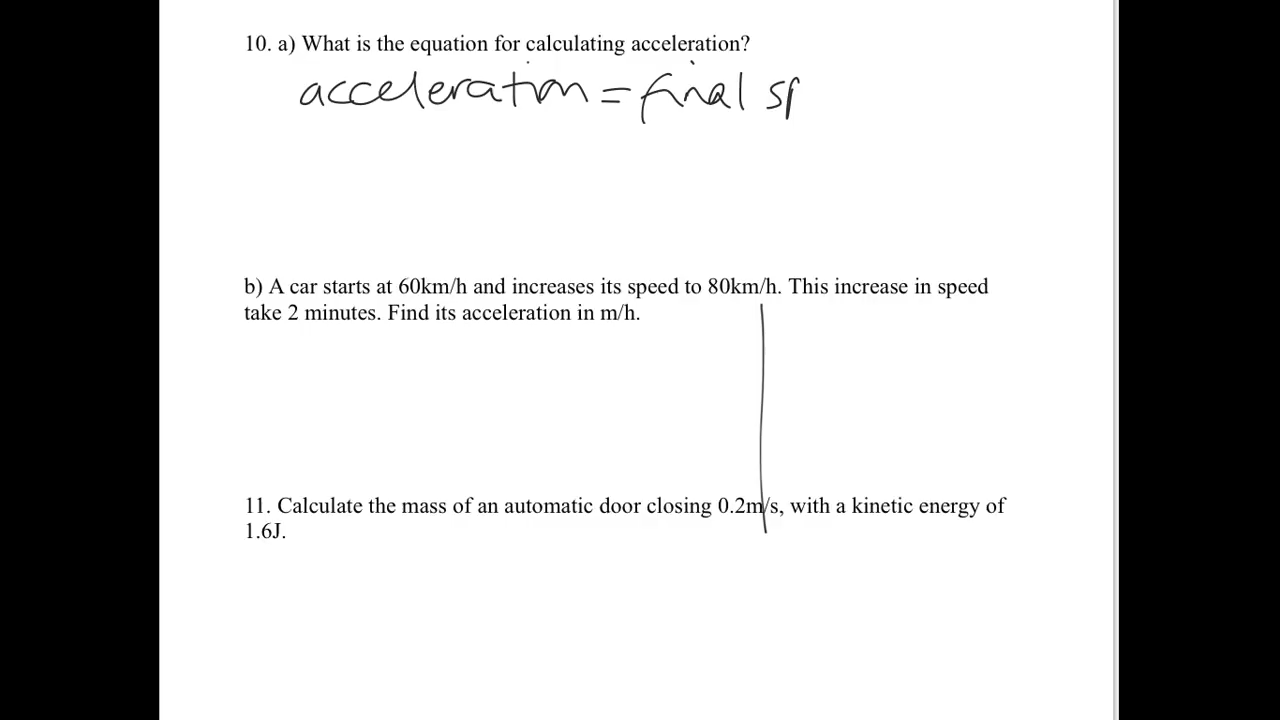 10. a) What is the equation for calculating acceleration?
acceleration = final sp
b) A car starts at 60km/h and increases its speed to 80km/h. This increase in speed
take 2 minutes. Find its acceleration in m/h.
11. Calculate the mass of an automatic door closing 0.2m/s, with a kinetic energy of
1.6J.